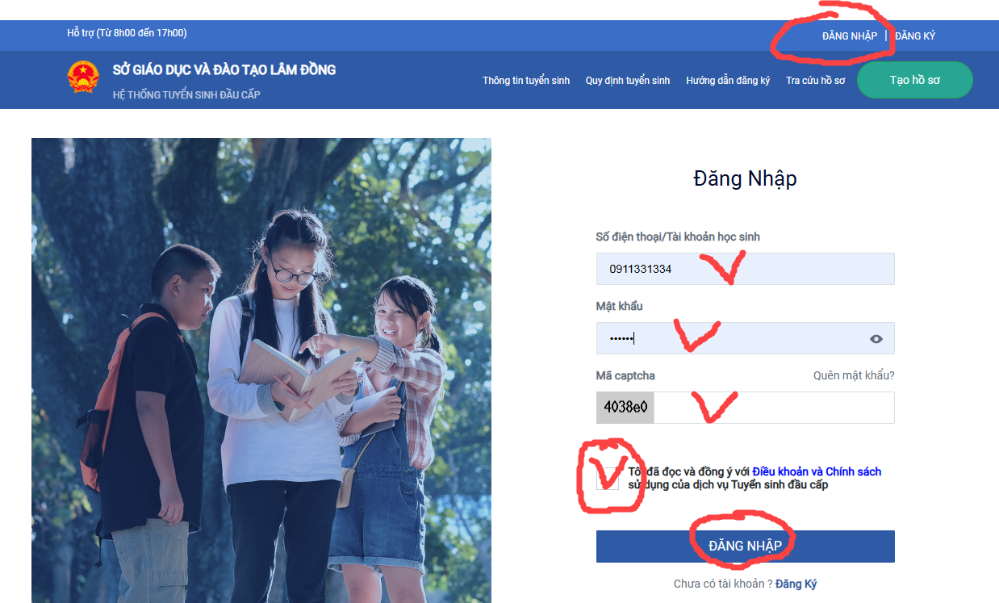 Hỗ trợ (Từ 8h00 đến 17h00)
ĐĂNG NHẬP | ĐĂNG KÝ
SỞ GIÁO DỤC VÀ ĐÀO TẠO LÂM ĐỒNG
HỆ THỐNG TUYỂN SINH ĐẦU CẤP
Thông tin tuyển sinh Quy định tuyển sinh Hướng dẫn đăng ký Tra cứu hồ sơ Tạo hồ sơ
Đăng Nhập
Số điện thoại/Tài khoản học sinh
0911331334
Mật khẩu
••••••
Mã captcha Quên mật khẩu?
4038e0
Tôi đã đọc và đồng ý với Điều khoản và Chính sách
sử dụng của dịch vụ Tuyển sinh đầu cấp
ĐĂNG NHẬP
Chưa có tài khoản ? Đăng Ký